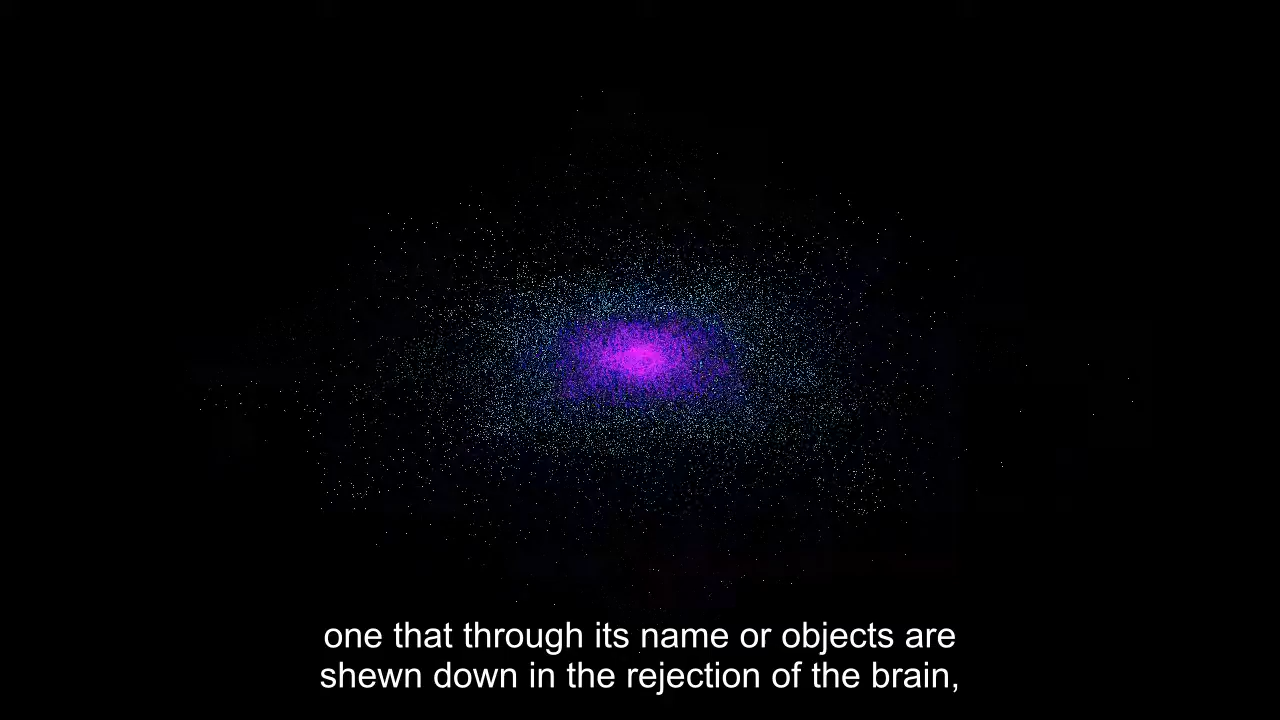 one that through its name or objects are
shewn down in the rejection of the brain,